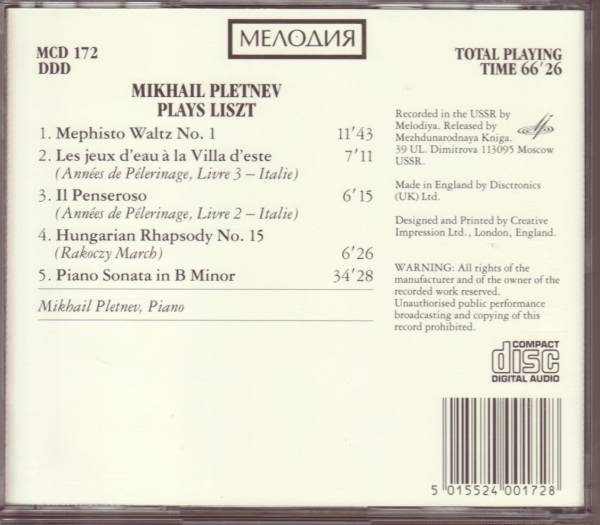 МЕЛОДИЯ
MCD 172
DDD
TOTAL PLAYING
TIME 66'26
MIKHAIL PLETNEV
PLAYS LISZT
1. Mephisto Waltz No. 1 11'43
2. Les jeux d'eau à la Villa d'este 7'11
(Années de Pélerinage, Livre 3 – Italie)
3. Il Penseroso 6'15
(Années de Pélerinage, Livre 2 – Italie)
4. Hungarian Rhapsody No. 15
(Rakoczy March) 6'26
5. Piano Sonata in B Minor 34'28
Mikhail Pletnev, Piano
Recorded in the USSR by
Melodiya. Released by
Mezhdunarodnaya Kniga.
39 UL. Dimitrova 113095 Moscow
USSR.
Made in England by Disctronics
(UK) Ltd.
Designed and Printed by Creative
Impression Ltd., London, England.
WARNING: All rights of the
manufacturer and of the owner of the
recorded work reserved.
Unauthorised public performance
broadcasting and copying of this
record prohibited.
COMPACT
disc
DIGITAL AUDIO
5 015524 001728